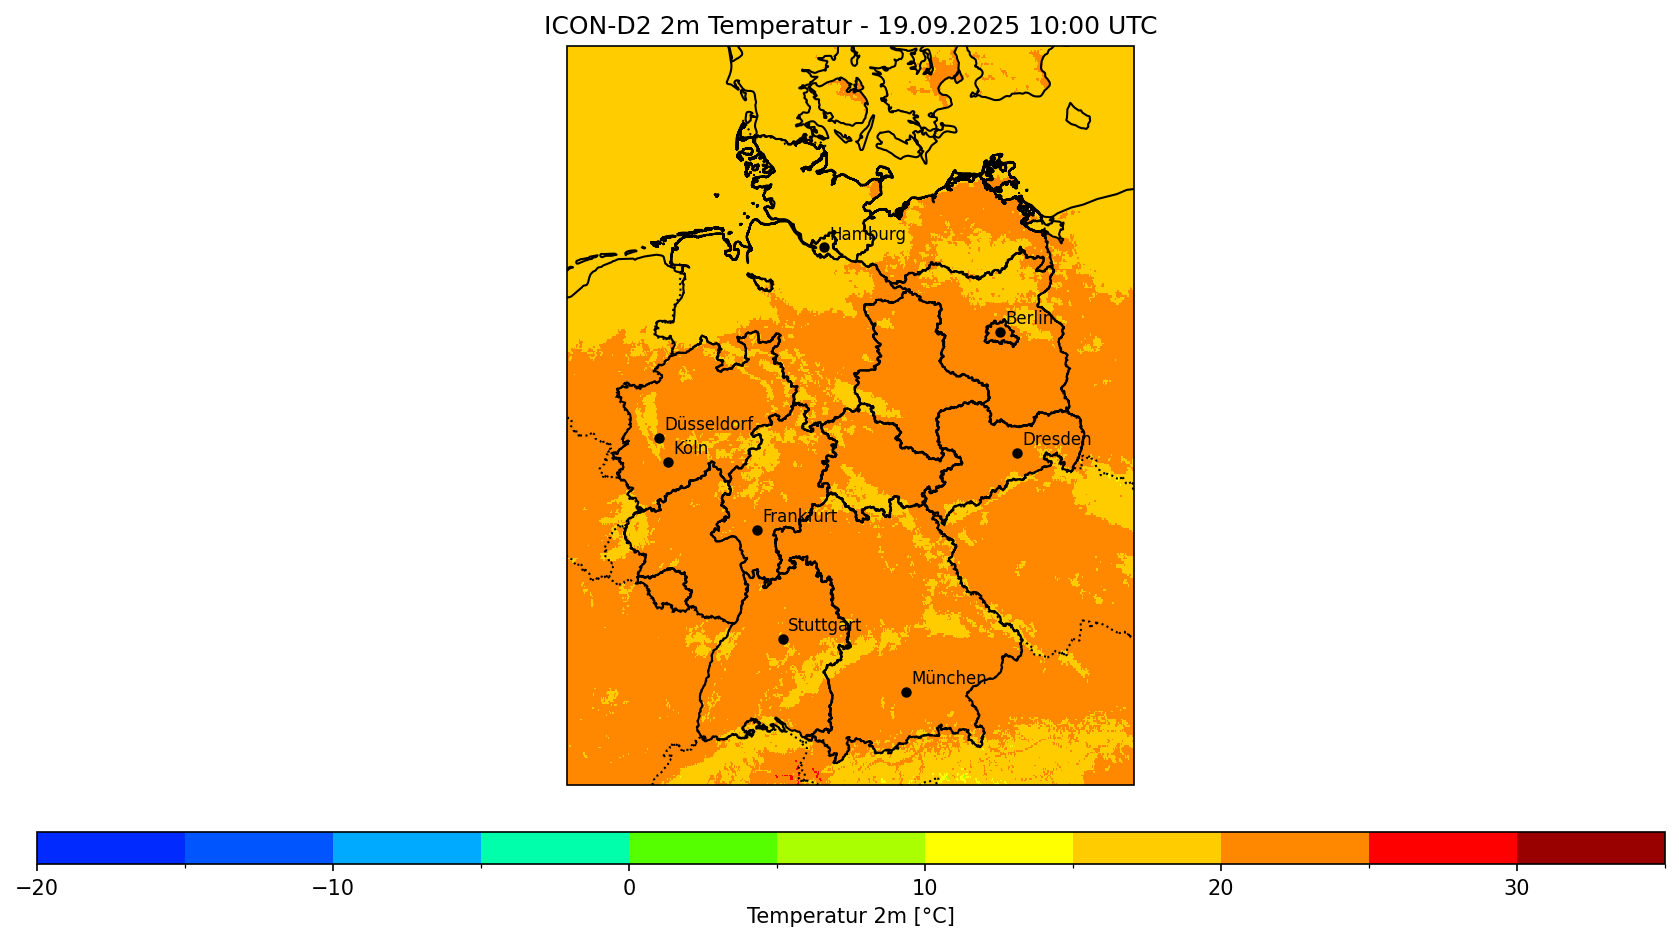 ICON-D2 2m Temperatur - 19.09.2025 10:00 UTC
Hamburg
Berlin
Düsseldorf
Köln
Dresden
Frankfurt
Stuttgart
München
−20 −10 0 10 20 30
Temperatur 2m [°C]